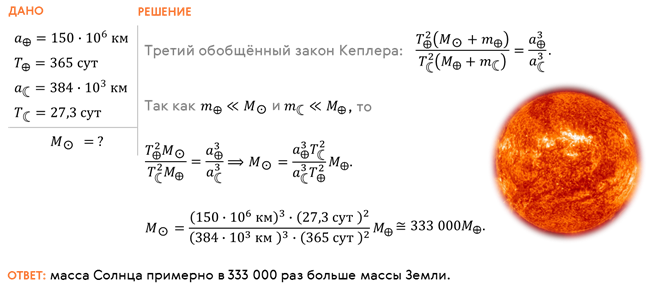 ДАНО
РЕШЕНИЕ
a⊕ = 150 · 10⁶ км
T⊕ = 365 сут
a☾ = 384 · 10³ км
T☾ = 27,3 сут
M⊙ = ?
Третий обобщённый закон Кеплера: T⊕²(M⊙ + m⊕) / T☾²(M⊕ + m☾) = a⊕³ / a☾³.
Так как m⊕ ≪ M⊙ и m☾ ≪ M⊕, то
T⊕²M⊙ / T☾²M⊕ = a⊕³ / a☾³ ⟹ M⊙ = a⊕³T☾² / a☾³T⊕² M⊕.
M⊙ = (150 · 10⁶ км)³ · (27,3 сут )² / (384 · 10³ км )³ · (365 сут )² M⊕ ≅ 333 000M⊕.
ОТВЕТ: масса Солнца примерно в 333 000 раз больше массы Земли.